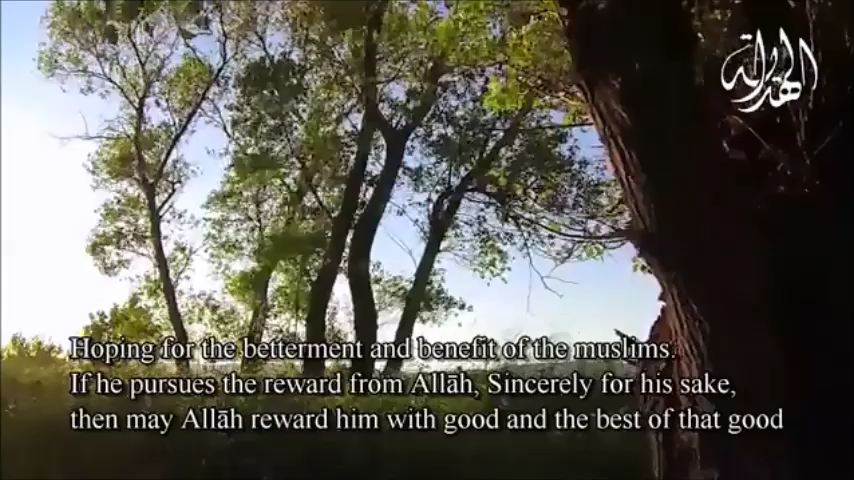 الهداية
Hoping for the betterment and benefit of the muslims.
If he pursues the reward from Allāh, Sincerely for his sake,
then may Allāh reward him with good and the best of that good